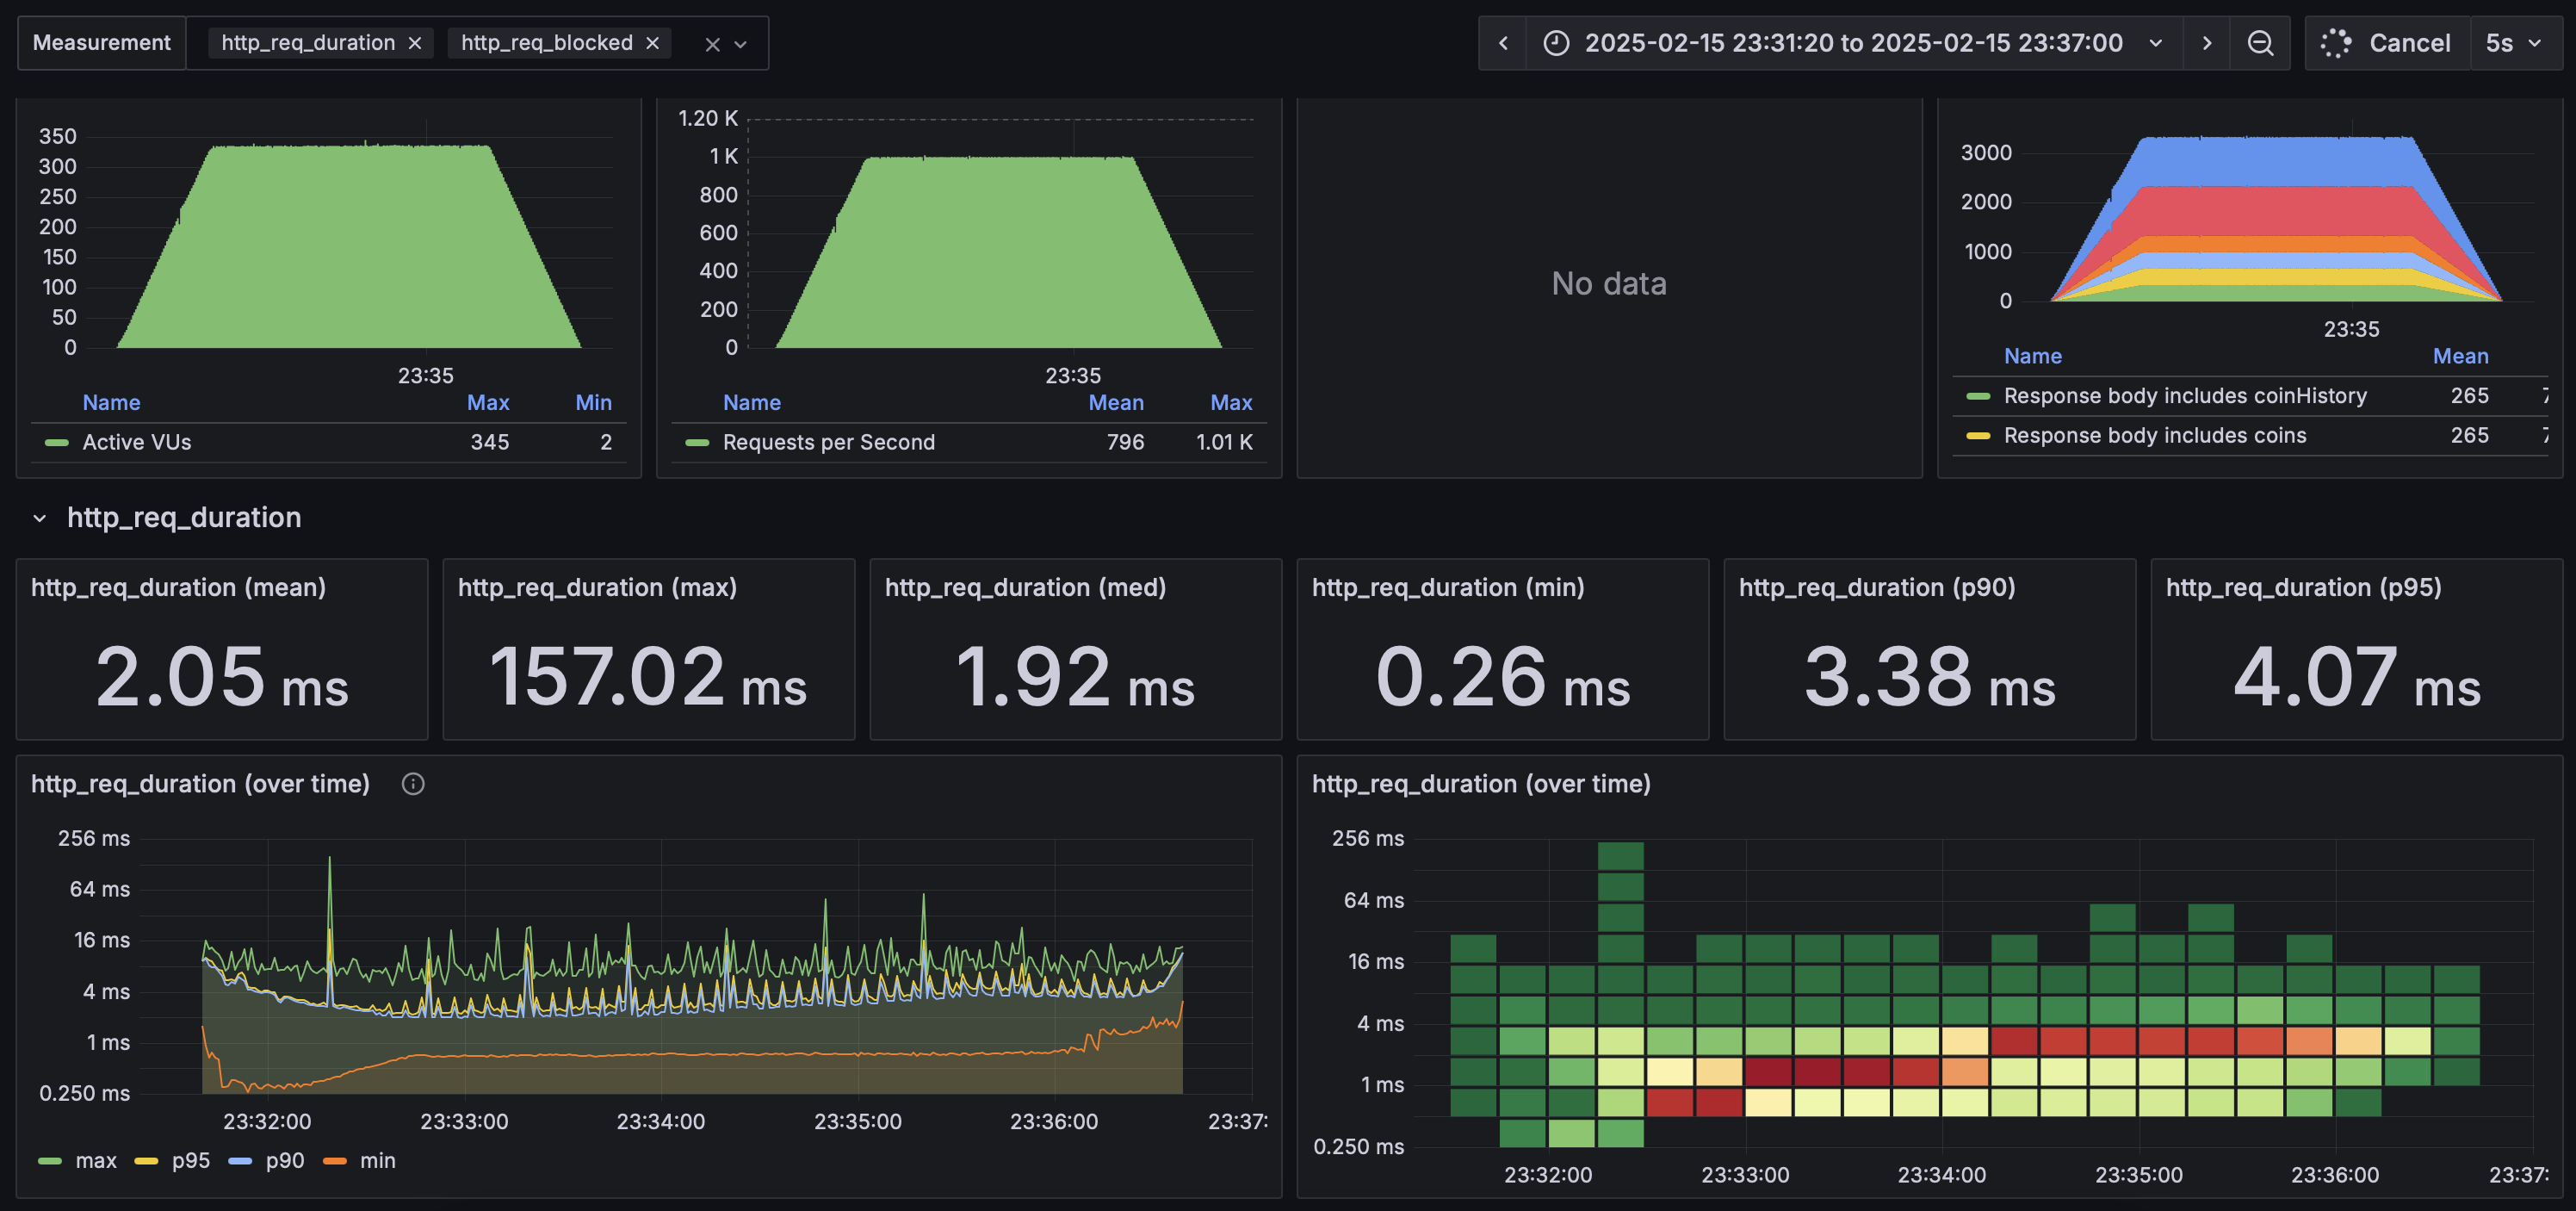 Measurement http_req_duration × http_req_blocked ×
2025-02-15 23:31:20 to 2025-02-15 23:37:00
Cancel 5s
350
300
250
200
150
100
50
0
23:35
Name Max Min
Active VUs 345 2
1.20 K
1 K
800
600
400
200
0
23:35
Name Mean Max
Requests per Second 796 1.01 K
No data
3000
2000
1000
0
23:35
Name Mean
Response body includes coinHistory 265
Response body includes coins 265
http_req_duration
http_req_duration (mean)
2.05 ms
http_req_duration (max)
157.02 ms
http_req_duration (med)
1.92 ms
http_req_duration (min)
0.26 ms
http_req_duration (p90)
3.38 ms
http_req_duration (p95)
4.07 ms
http_req_duration (over time)
256 ms
64 ms
16 ms
4 ms
1 ms
0.250 ms
23:32:00 23:33:00 23:34:00 23:35:00 23:36:00 23:37:
max p95 p90 min
http_req_duration (over time)
256 ms
64 ms
16 ms
4 ms
1 ms
0.250 ms
23:32:00 23:33:00 23:34:00 23:35:00 23:36:00 23:37: